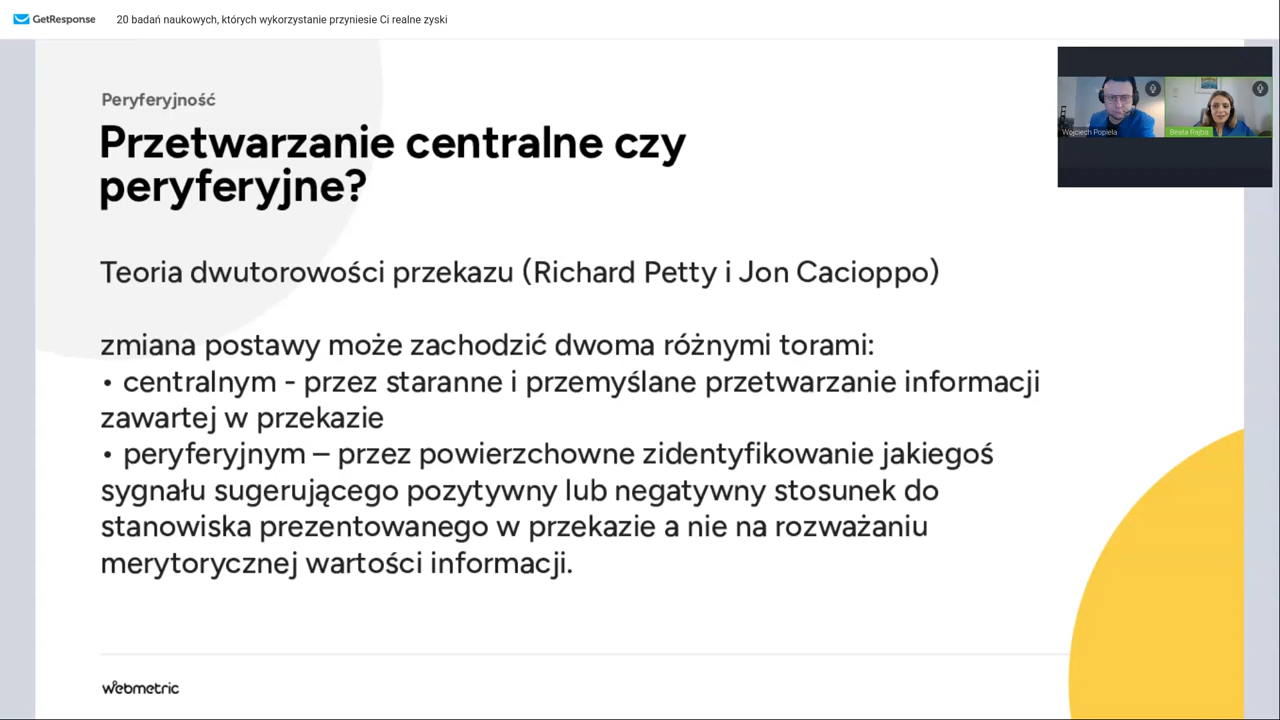 GetResponse
20 badań naukowych, których wykorzystanie przyniesie Ci realne zyski
Peryferyjność
Przetwarzanie centralne czy
peryferyjne?
Wojciech Popiela
Beata Rajba
Teoria dwutorowości przekazu (Richard Petty i Jon Cacioppo)
zmiana postawy może zachodzić dwoma różnymi torami:
• centralnym - przez staranne i przemyślane przetwarzanie informacji
zawartej w przekazie
• peryferyjnym – przez powierzchowne zidentyfikowanie jakiegoś
sygnału sugerującego pozytywny lub negatywny stosunek do
stanowiska prezentowanego w przekazie a nie na rozważaniu
merytorycznej wartości informacji.
webmetric